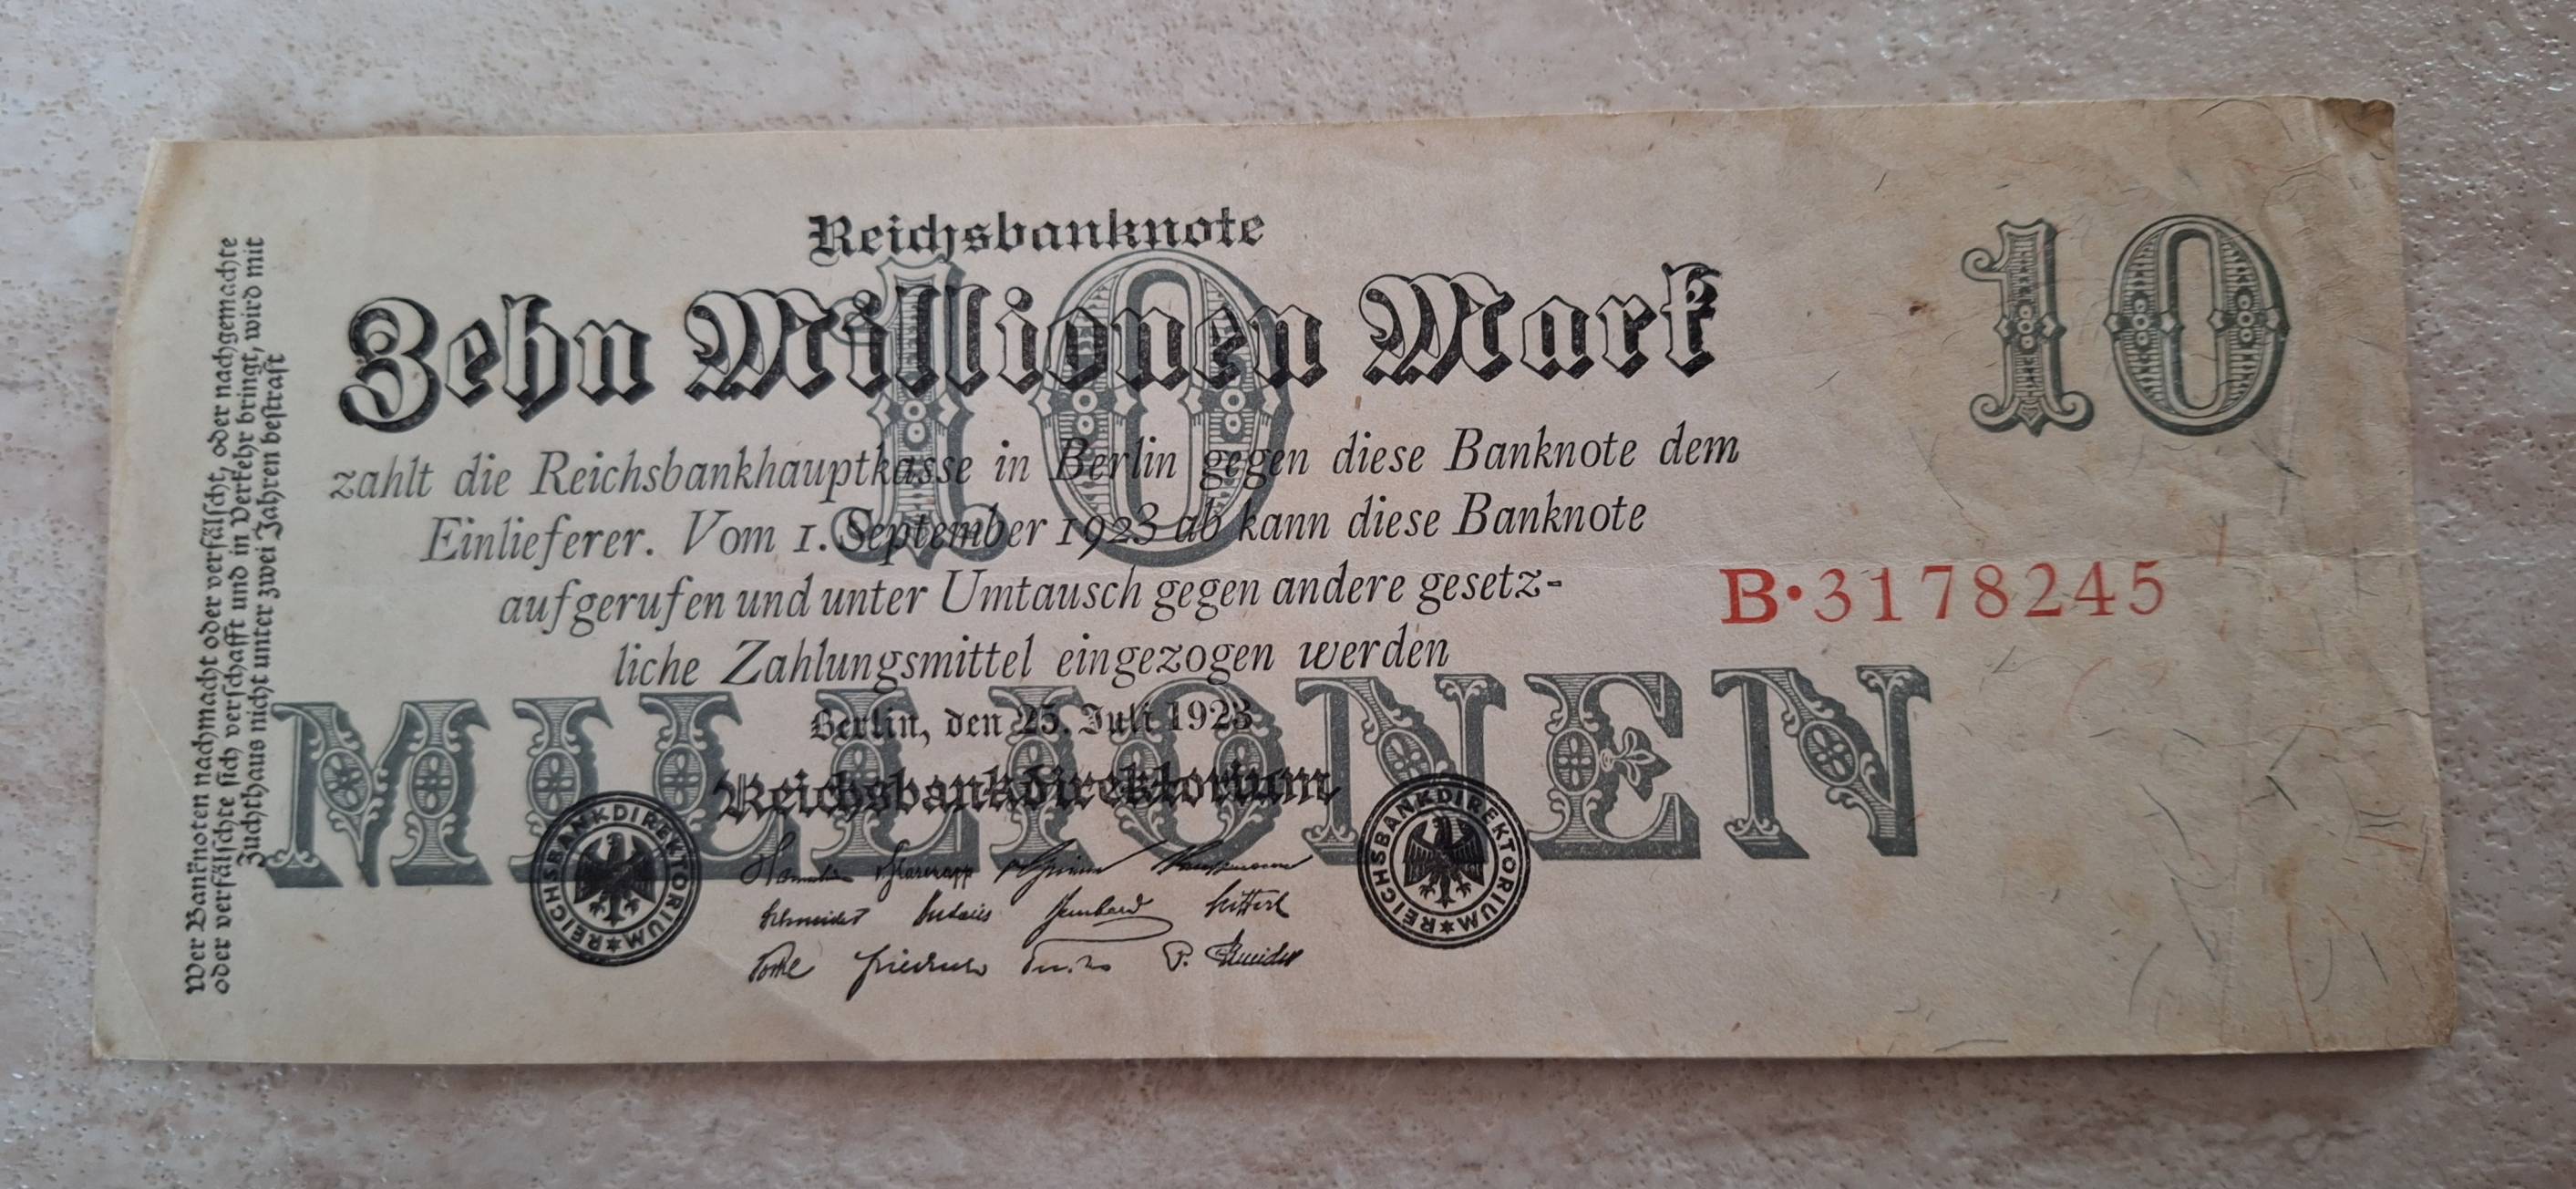 Reichsbanknote
10
Zehn Millionen Mark
zahlt die Reichsbankhauptkasse in Berlin gegen diese Banknote dem
Einlieferer. Vom 1. September 1923 ab kann diese Banknote
aufgerufen und unter Umtausch gegen andere gesetz-
liche Zahlungsmittel eingezogen werden
Berlin, den 25. Juli 1923
Reichsbankdirektorium
MILLIONEN
REICHSBANKDIREKTORIUM
REICHSBANKDIREKTORIUM
Schneider
P. Schneider
10
B·3178245
Wer Banknoten nachmacht oder verfälscht, oder nachgemachte
oder verfälschte sich verschafft und in Verkehr bringt, wird mit
Zuchthaus nicht unter zwei Jahren bestraft